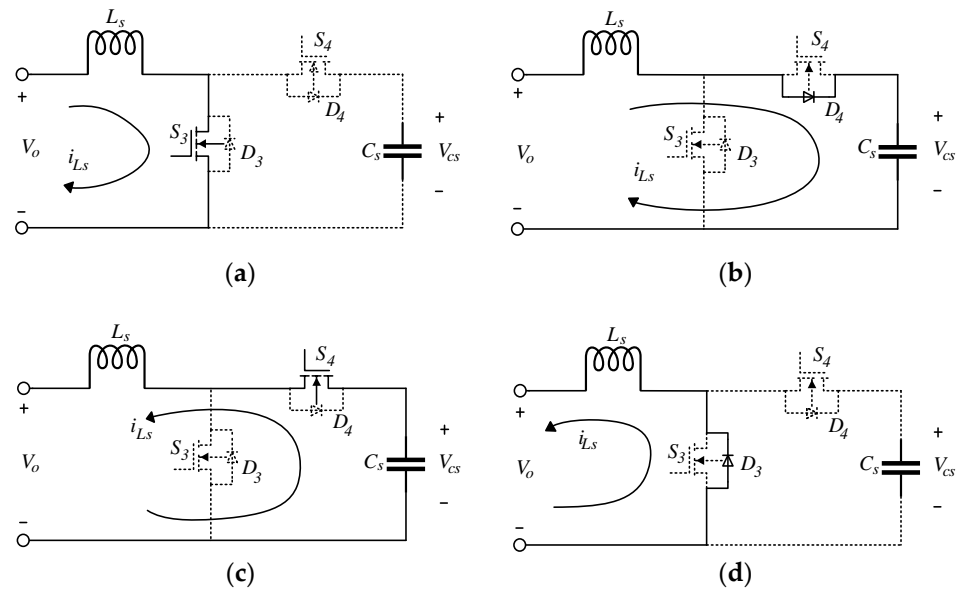 Ls
S4
+
Vo
−
iLs
S3
D3
D4
Cs
+
Vcs
−
(a)
Ls
S4
+
Vo
−
iLs
S3
D3
D4
Cs
+
Vcs
−
(b)
Ls
S4
+
Vo
−
iLs
S3
D3
D4
Cs
+
Vcs
−
(c)
Ls
S4
+
Vo
−
iLs
S3
D3
D4
Cs
+
Vcs
−
(d)